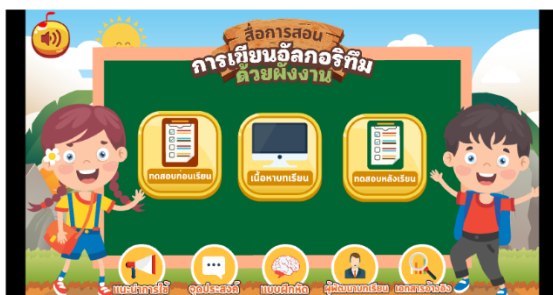 สื่อการสอน
การเขียนอัลกอริทึม
ด้วยผังงาน
ทดสอบก่อนเรียน
เนื้อหาบทเรียน
ทดสอบหลังเรียน
แนะนำการใช้
จุดประสงค์
แบบฝึกหัด
ผู้พัฒนาบทเรียน
เอกสารอ้างอิง